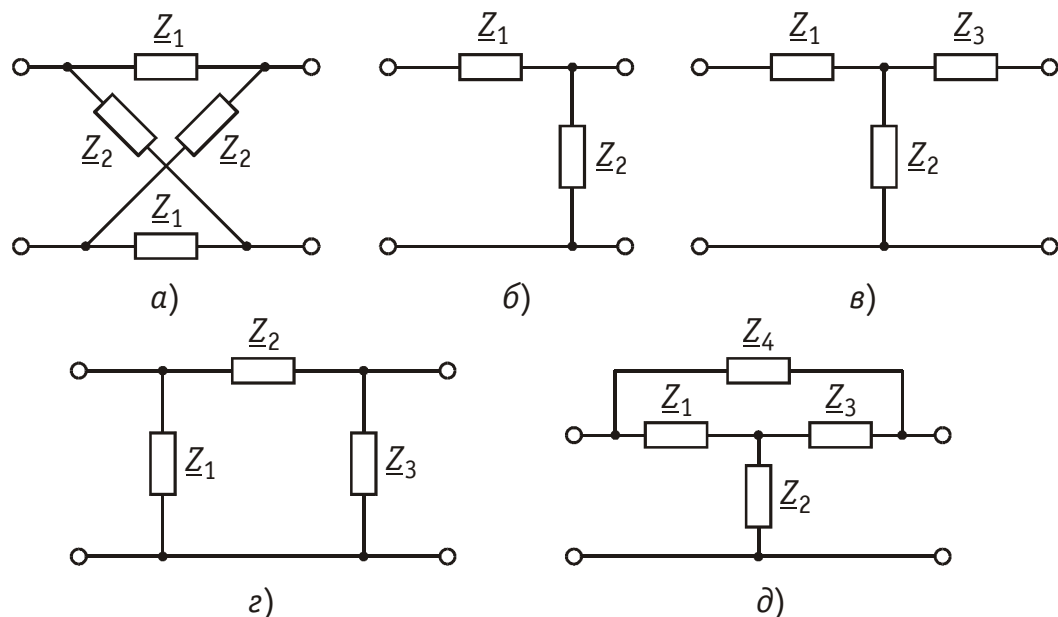 Z₁ Z₁ Z₁ Z₃
Z₂ Z₂ Z₂ Z₂
Z₁
а) б) в)
Z₂ Z₄
Z₁ Z₃
Z₁ Z₃ Z₂
г) д)